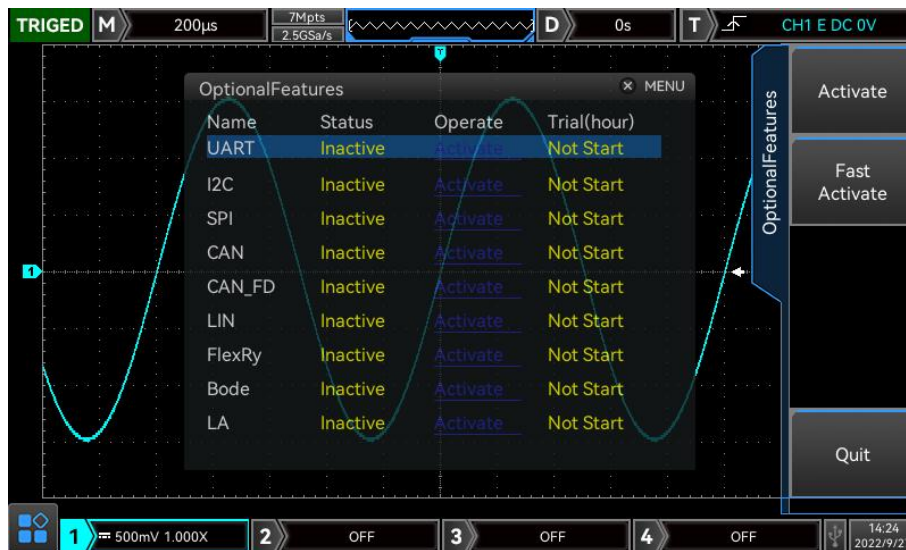 TRIGED M 200μs 7Mpts D 0s T CH1 E DC 0V
2.5GSa/s
T
OptionalFeatures MENU
Name Status Operate Trial(hour)
UART Inactive Activate Not Start
I2C Inactive Activate Not Start
SPI Inactive Activate Not Start
CAN Inactive Activate Not Start
CAN_FD Inactive Activate Not Start
LIN Inactive Activate Not Start
FlexRy Inactive Activate Not Start
Bode Inactive Activate Not Start
LA Inactive Activate Not Start
1
OptionalFeatures
Activate
Fast
Activate
Quit
1 500mV 1.000X 2 OFF 3 OFF 4 OFF
14:24
2022/9/27